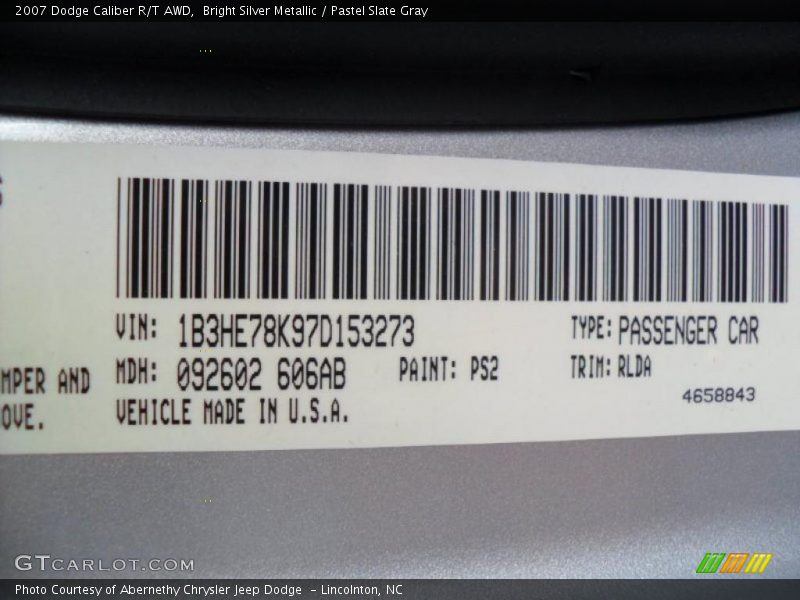 2007 Dodge Caliber R/T AWD,  Bright Silver Metallic / Pastel Slate Gray
VIN: 1B3HE78K97D153273 TYPE: PASSENGER CAR
MPER AND MDH: 092602 606AB PAINT: PS2 TRIM: RLDA
OVE. VEHICLE MADE IN U.S.A. 4658843
GTCARLOT.COM
Photo Courtesy of Abernethy Chrysler Jeep Dodge  - Lincolnton, NC